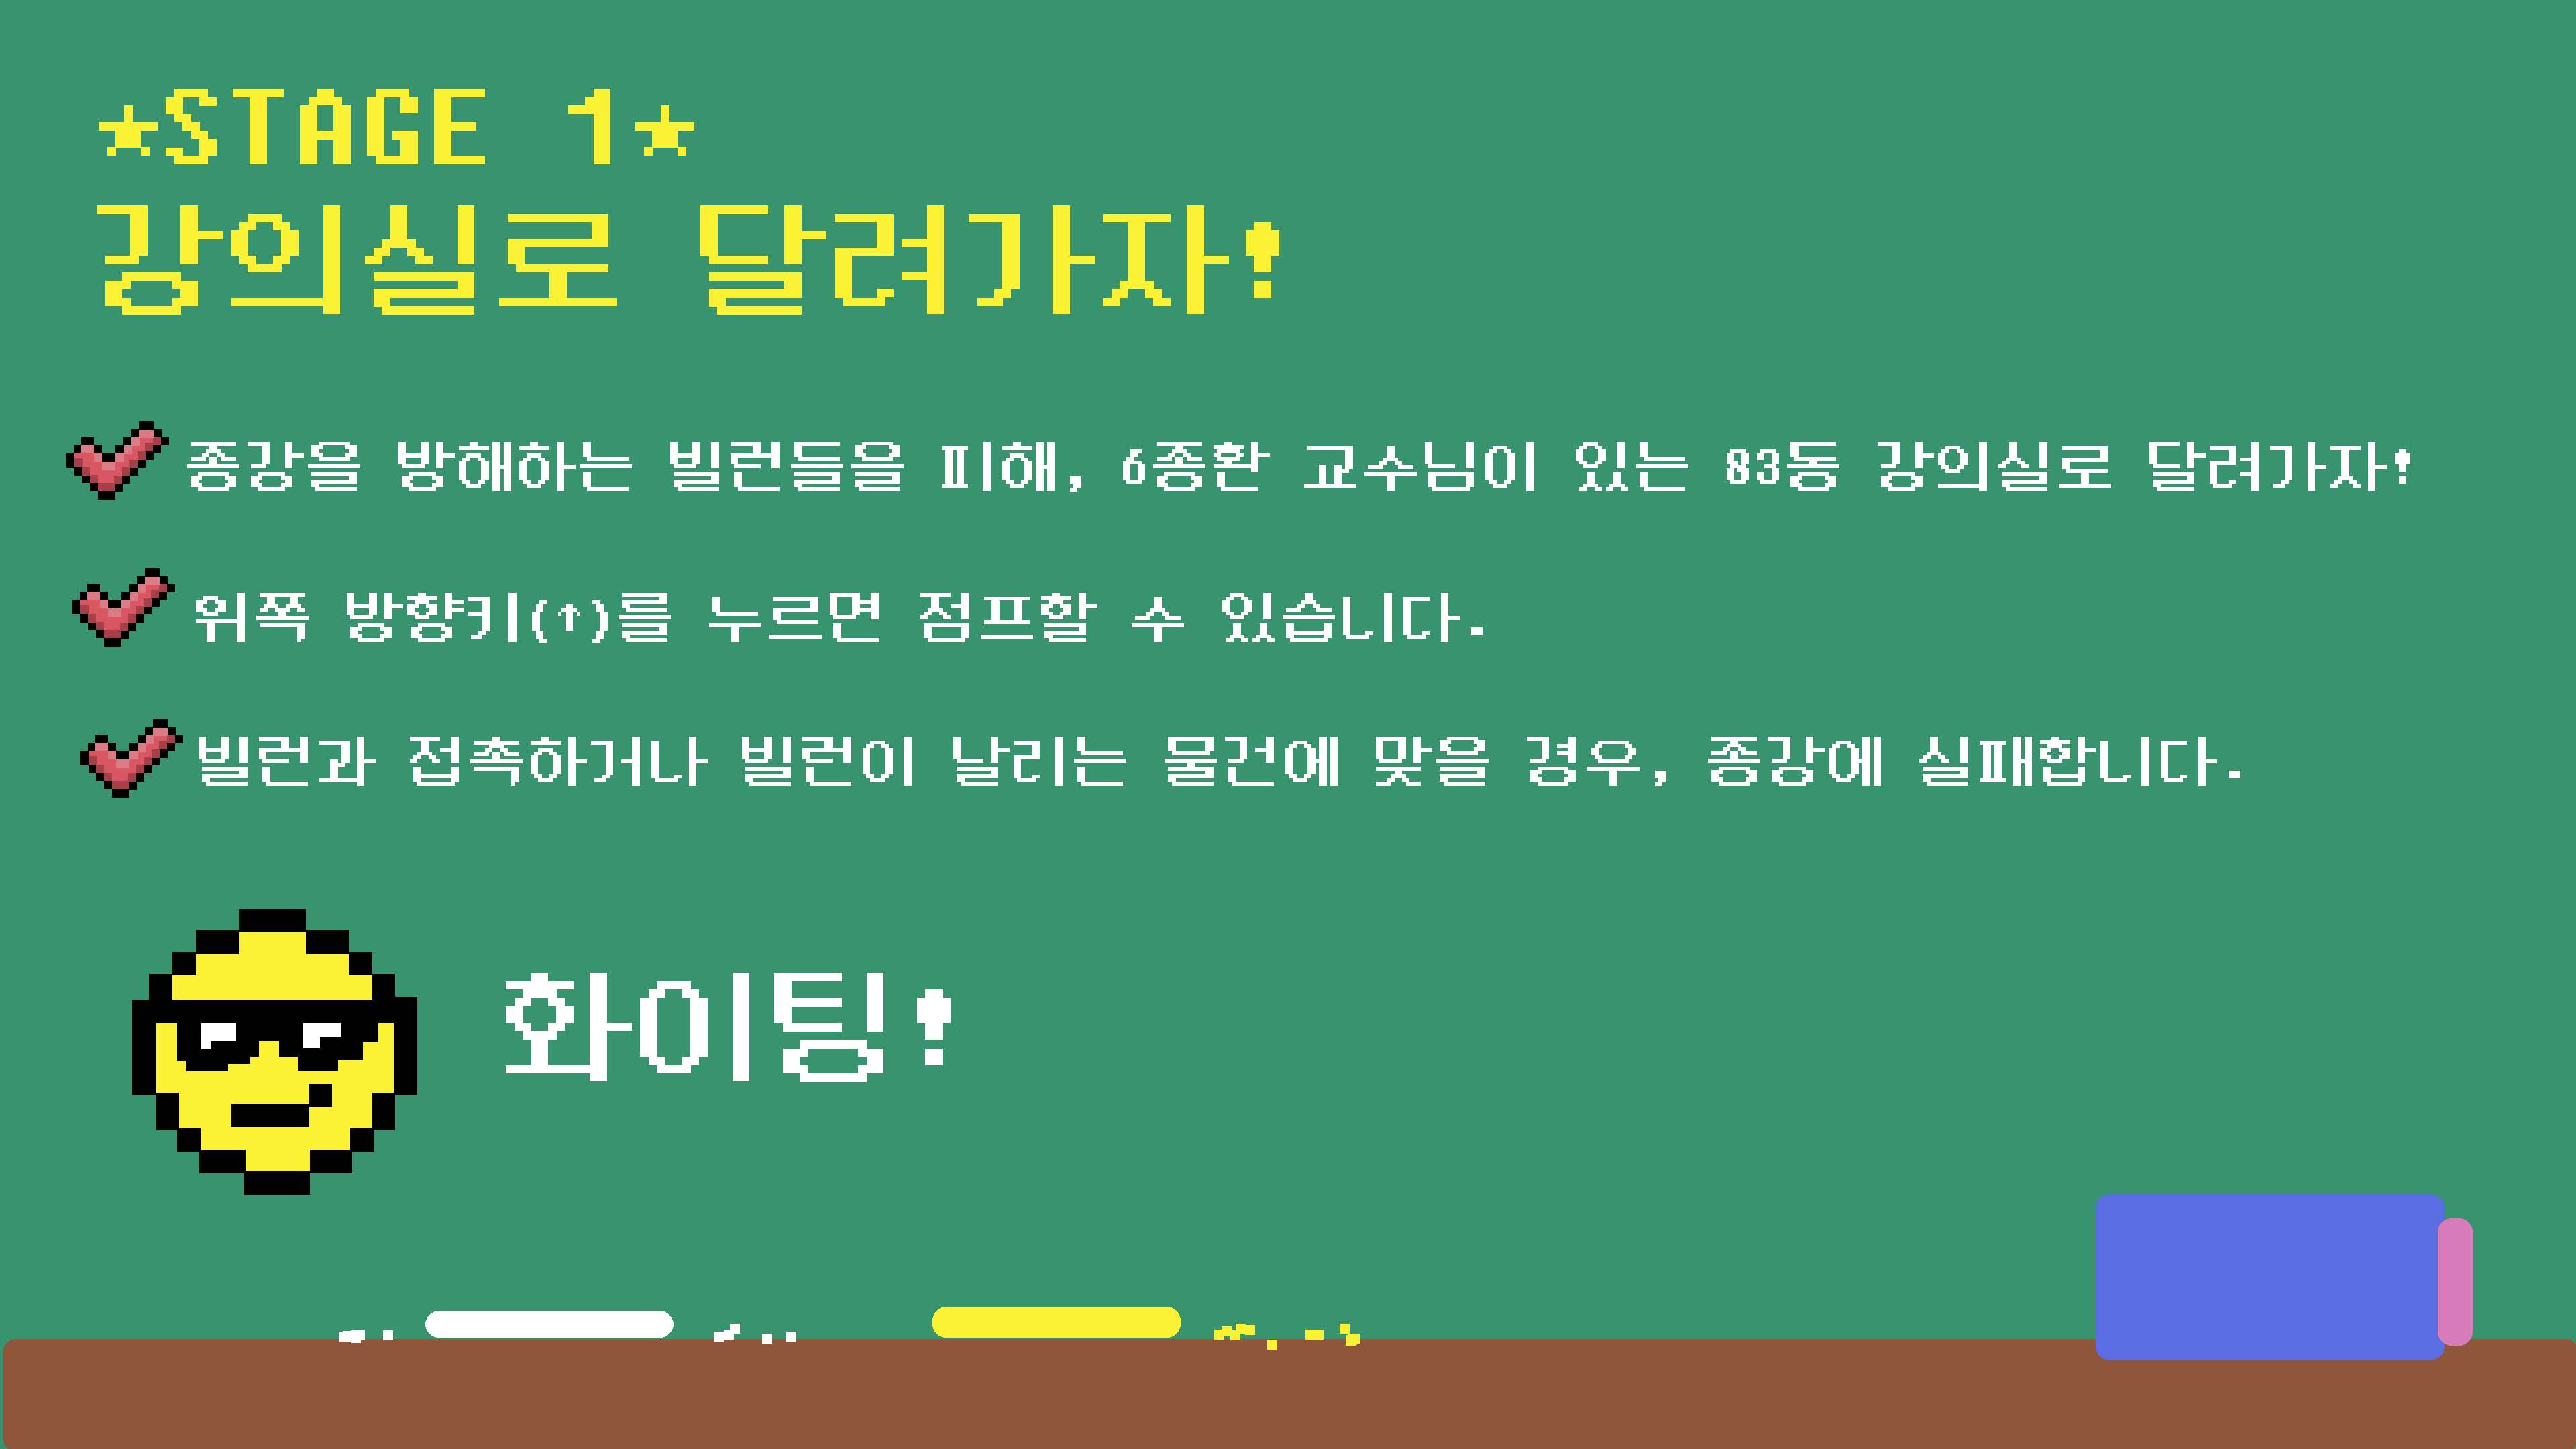 ★STAGE 1★
강의실로 달려가자!
종강을 방해하는 빌런들을 피해, 6종환 교수님이 있는 83동 강의실로 달려가자!
위쪽 방향키(↑)를 누르면 점프할 수 있습니다.
빌런과 접촉하거나 빌런이 날리는 물건에 맞을 경우, 종강에 실패합니다.
화이팅!